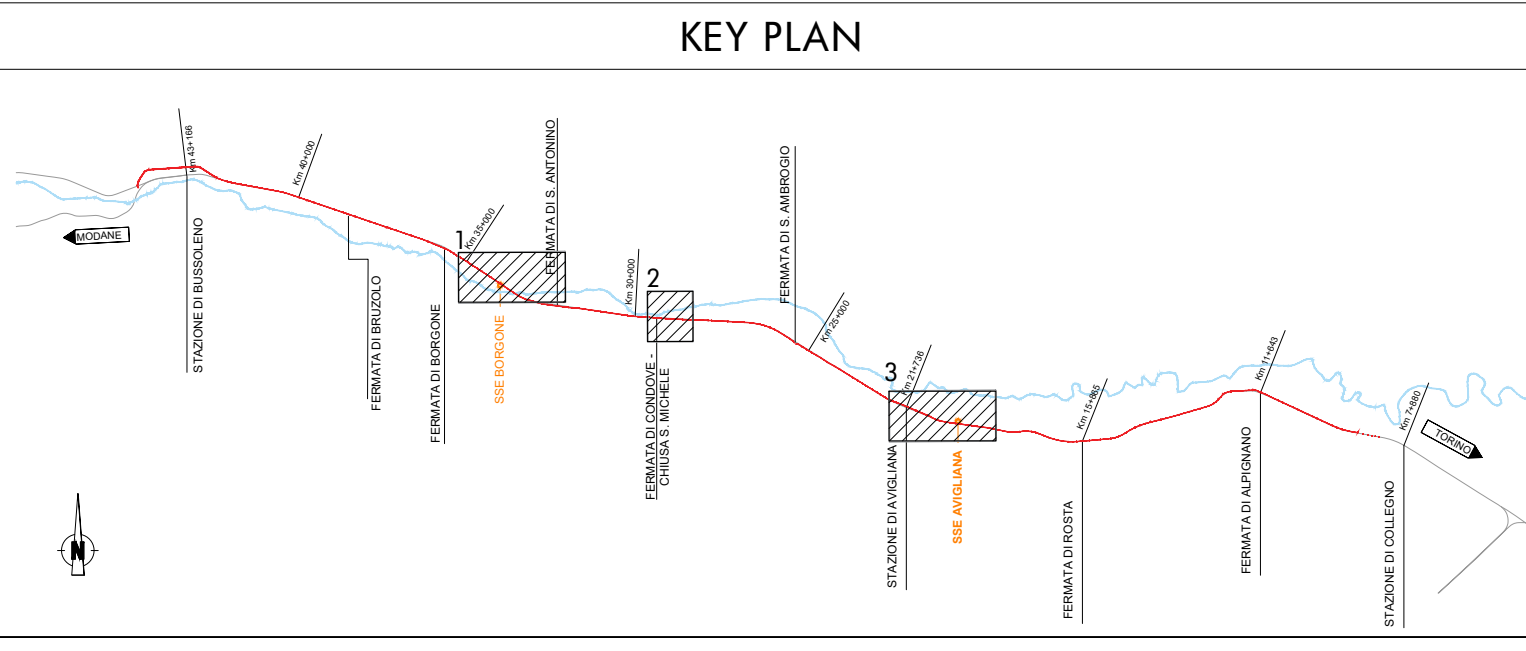 KEY PLAN
MODANE
Km 43+166
STAZIONE DI BUSSOLENO
Km 40+000
FERMATA DI BRUZOLO
FERMATA DI BORGONE
1
Km 35+000
SSE BORGONE
FERMATA DI S. ANTONINO
Km 30+000
2
FERMATA DI CONDOVE -
CHIUSA S. MICHELE
FERMATA DI S. AMBROGIO
Km 25+000
3
Km 21+736
STAZIONE DI AVIGLIANA
SSE AVIGLIANA
Km 15+885
FERMATA DI ROSTA
Km 11+643
FERMATA DI ALPIGNANO
Km 7+880
STAZIONE DI COLLEGNO
TORINO
N